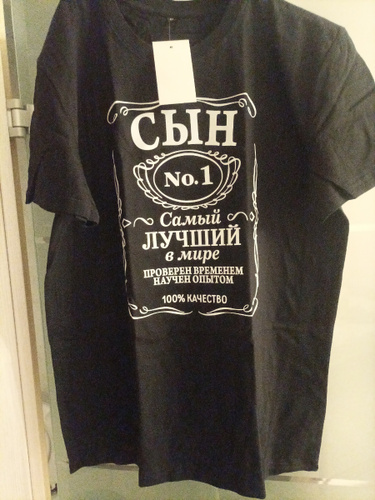 СЫН
No.1
Самый
ЛУЧШИЙ
в мире
ПРОВЕРЕН ВРЕМЕНЕМ
НАУЧЕН ОПЫТОМ
100% КАЧЕСТВО